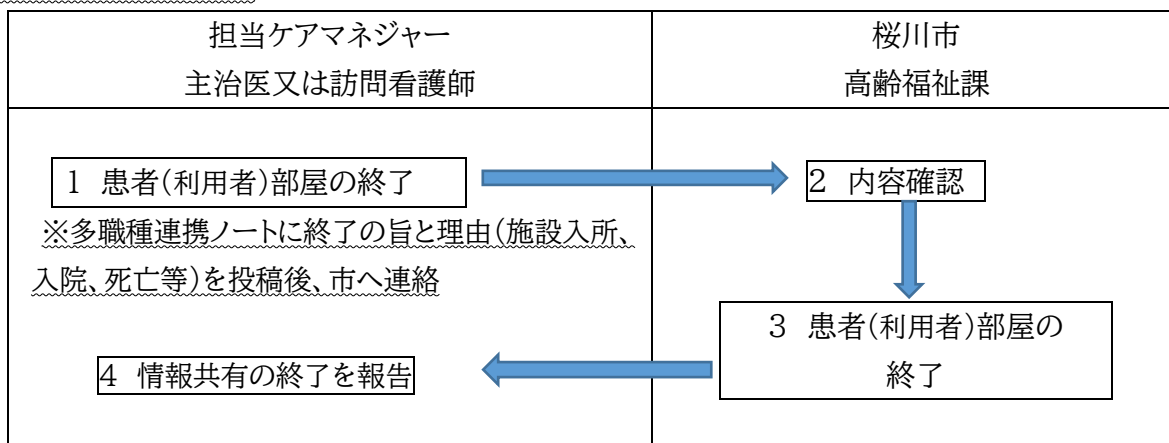 担当ケアマネジャー
主治医又は訪問看護師
桜川市
高齢福祉課
1 患者(利用者)部屋の終了
※多職種連携ノートに終了の旨と理由(施設入所、
入院、死亡等)を投稿後、市へ連絡
2 内容確認
3 患者(利用者)部屋の
終了
4 情報共有の終了を報告